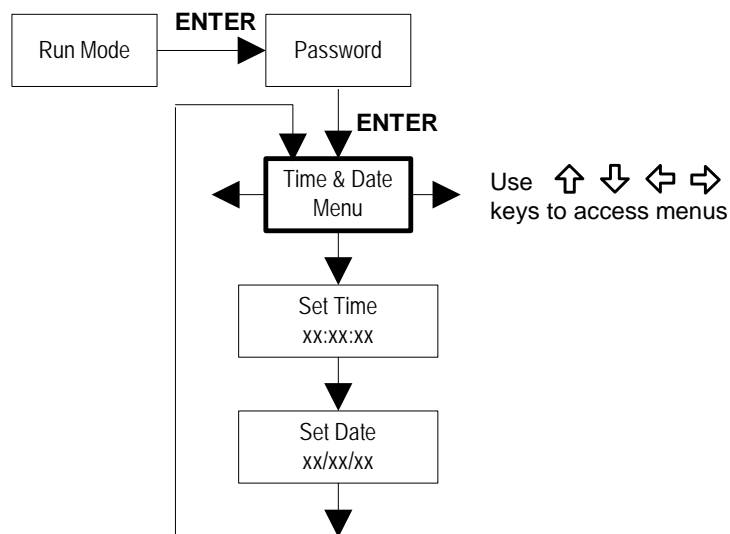 ENTER
Run Mode
Password
ENTER
Time & Date
Menu
Use
keys to access menus
Set Time
xx:xx:xx
Set Date
xx/xx/xx